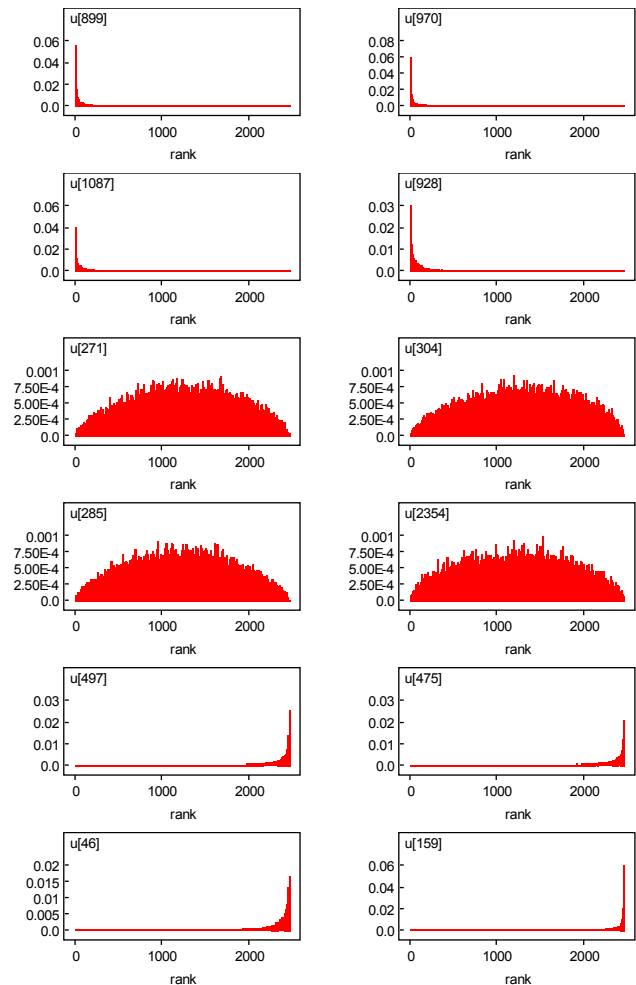 u[899]
0.06
0.04
0.02
0.0
0 1000 2000
rank
u[970]
0.08
0.06
0.04
0.02
0.0
0 1000 2000
rank
u[1087]
0.06
0.04
0.02
0.0
0 1000 2000
rank
u[928]
0.03
0.02
0.01
0.0
0 1000 2000
rank
u[271]
0.001
7.50E-4
5.00E-4
2.50E-4
0.0
0 1000 2000
rank
u[304]
0.001
7.50E-4
5.00E-4
2.50E-4
0.0
0 1000 2000
rank
u[285]
0.001
7.50E-4
5.00E-4
2.50E-4
0.0
0 1000 2000
rank
u[2354]
0.001
7.50E-4
5.00E-4
2.50E-4
0.0
0 1000 2000
rank
u[497]
0.03
0.02
0.01
0.0
0 1000 2000
rank
u[475]
0.03
0.02
0.01
0.0
0 1000 2000
rank
u[46]
0.02
0.015
0.01
0.005
0.0
0 1000 2000
rank
u[159]
0.06
0.04
0.02
0.0
0 1000 2000
rank